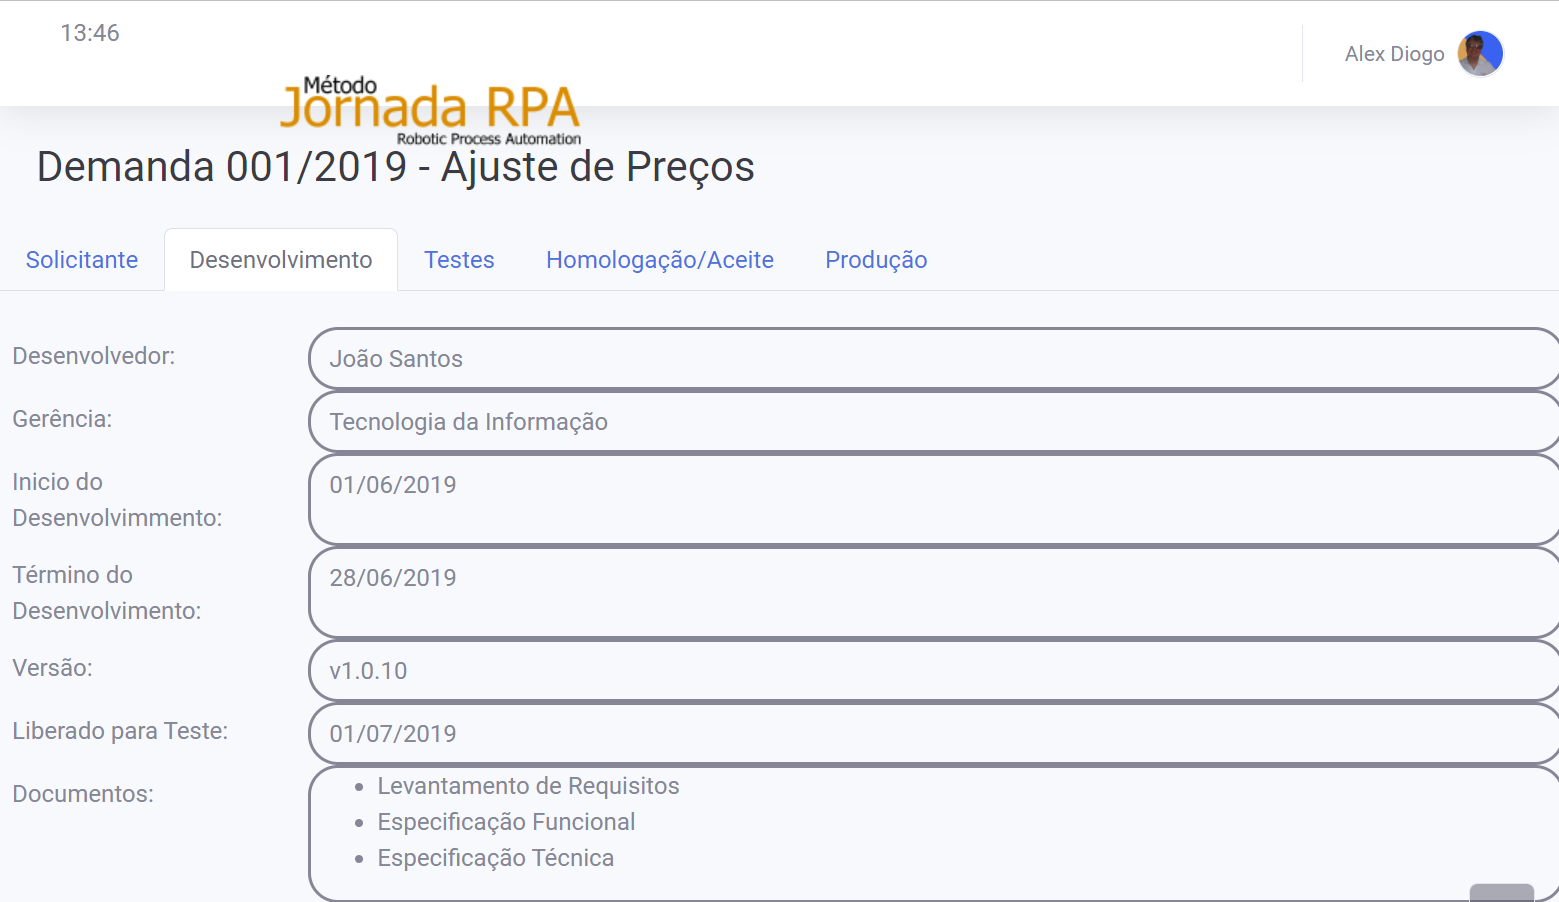 13:46
Alex Diogo
Método
Jornada RPA
Robotic Process Automation
Demanda 001/2019 - Ajuste de Preços
Solicitante
Desenvolvimento
Testes
Homologação/Aceite
Produção
Desenvolvedor:
João Santos
Gerência:
Tecnologia da Informação
Inicio do
Desenvolvimmento:
01/06/2019
Término do
Desenvolvimento:
28/06/2019
Versão:
v1.0.10
Liberado para Teste:
01/07/2019
Documentos:
• Levantamento de Requisitos
• Especificação Funcional
• Especificação Técnica